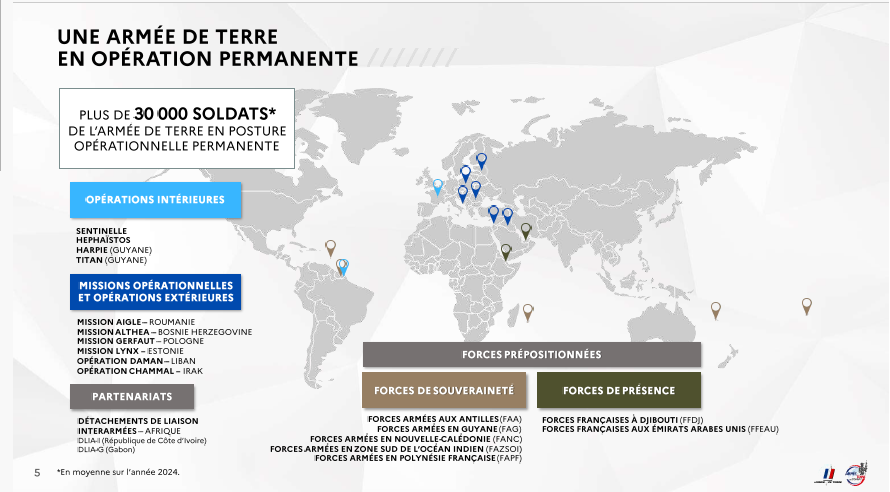 UNE ARMÉE DE TERRE
EN OPÉRATION PERMANENTE
PLUS DE 30 000 SOLDATS*
DE L'ARMÉE DE TERRE EN POSTURE
OPÉRATIONNELLE PERMANENTE
OPÉRATIONS INTÉRIEURES
SENTINELLE
HEPHAÏSTOS
HARPIE (GUYANE)
TITAN (GUYANE)
MISSIONS OPÉRATIONNELLES
ET OPÉRATIONS EXTÉRIEURES
MISSION AIGLE – ROUMANIE
MISSION ALTHEA – BOSNIE HERZEGOVINE
MISSION GERFAUT – POLOGNE
MISSION LYNX – ESTONIE
OPÉRATION DAMAN – LIBAN
OPÉRATION CHAMMAL – IRAK
PARTENARIATS
DÉTACHEMENTS DE LIAISON
INTERARMÉES – AFRIQUE
DLIA-I (République de Côte d'Ivoire)
DLIA-G (Gabon)
FORCES PRÉPOSITIONNÉES
FORCES DE SOUVERAINETÉ
FORCES ARMÉES AUX ANTILLES (FAA)
FORCES ARMÉES EN GUYANE (FAG)
FORCES ARMÉES EN NOUVELLE-CALÉDONIE (FANC)
FORCES ARMÉES EN ZONE SUD DE L'OCÉAN INDIEN (FAZSOI)
FORCES ARMÉES EN POLYNÉSIE FRANÇAISE (FAPF)
FORCES DE PRÉSENCE
FORCES FRANÇAISES À DJIBOUTI (FFDJ)
FORCES FRANÇAISES AUX ÉMIRATS ARABES UNIS (FFEAU)
5
*En moyenne sur l'année 2024.